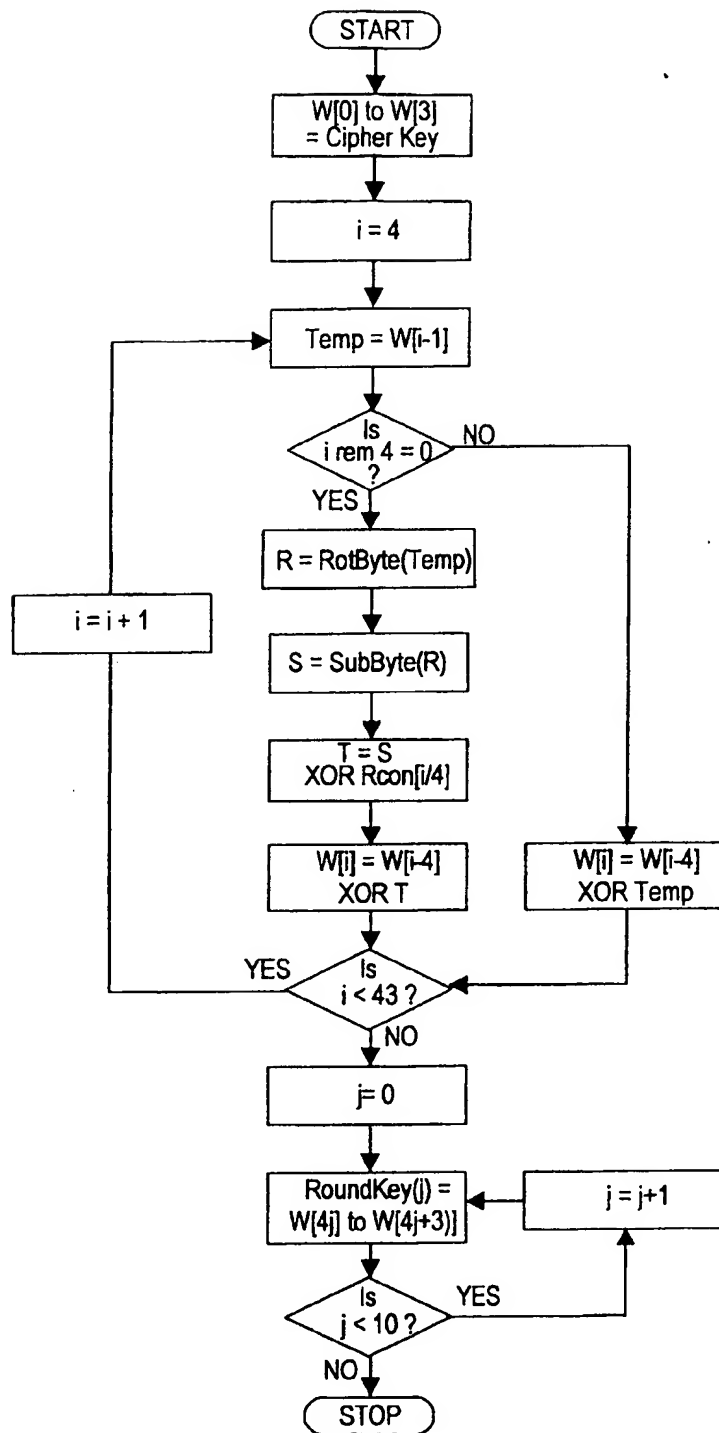 START
W[0] to W[3]
= Cipher Key
i = 4
Temp = W[i-1]
Is
i rem 4 = 0
?
NO
YES
R = RotByte(Temp)
i = i + 1
S = SubByte(R)
T = S
XOR Rcon[i/4]
W[i] = W[i-4]
XOR T
W[i] = W[i-4]
XOR Temp
YES
Is
i < 43 ?
NO
j= 0
RoundKey(j) =
W[4j] to W[4j+3)]
j = j+1
Is
j < 10 ?
YES
NO
STOP